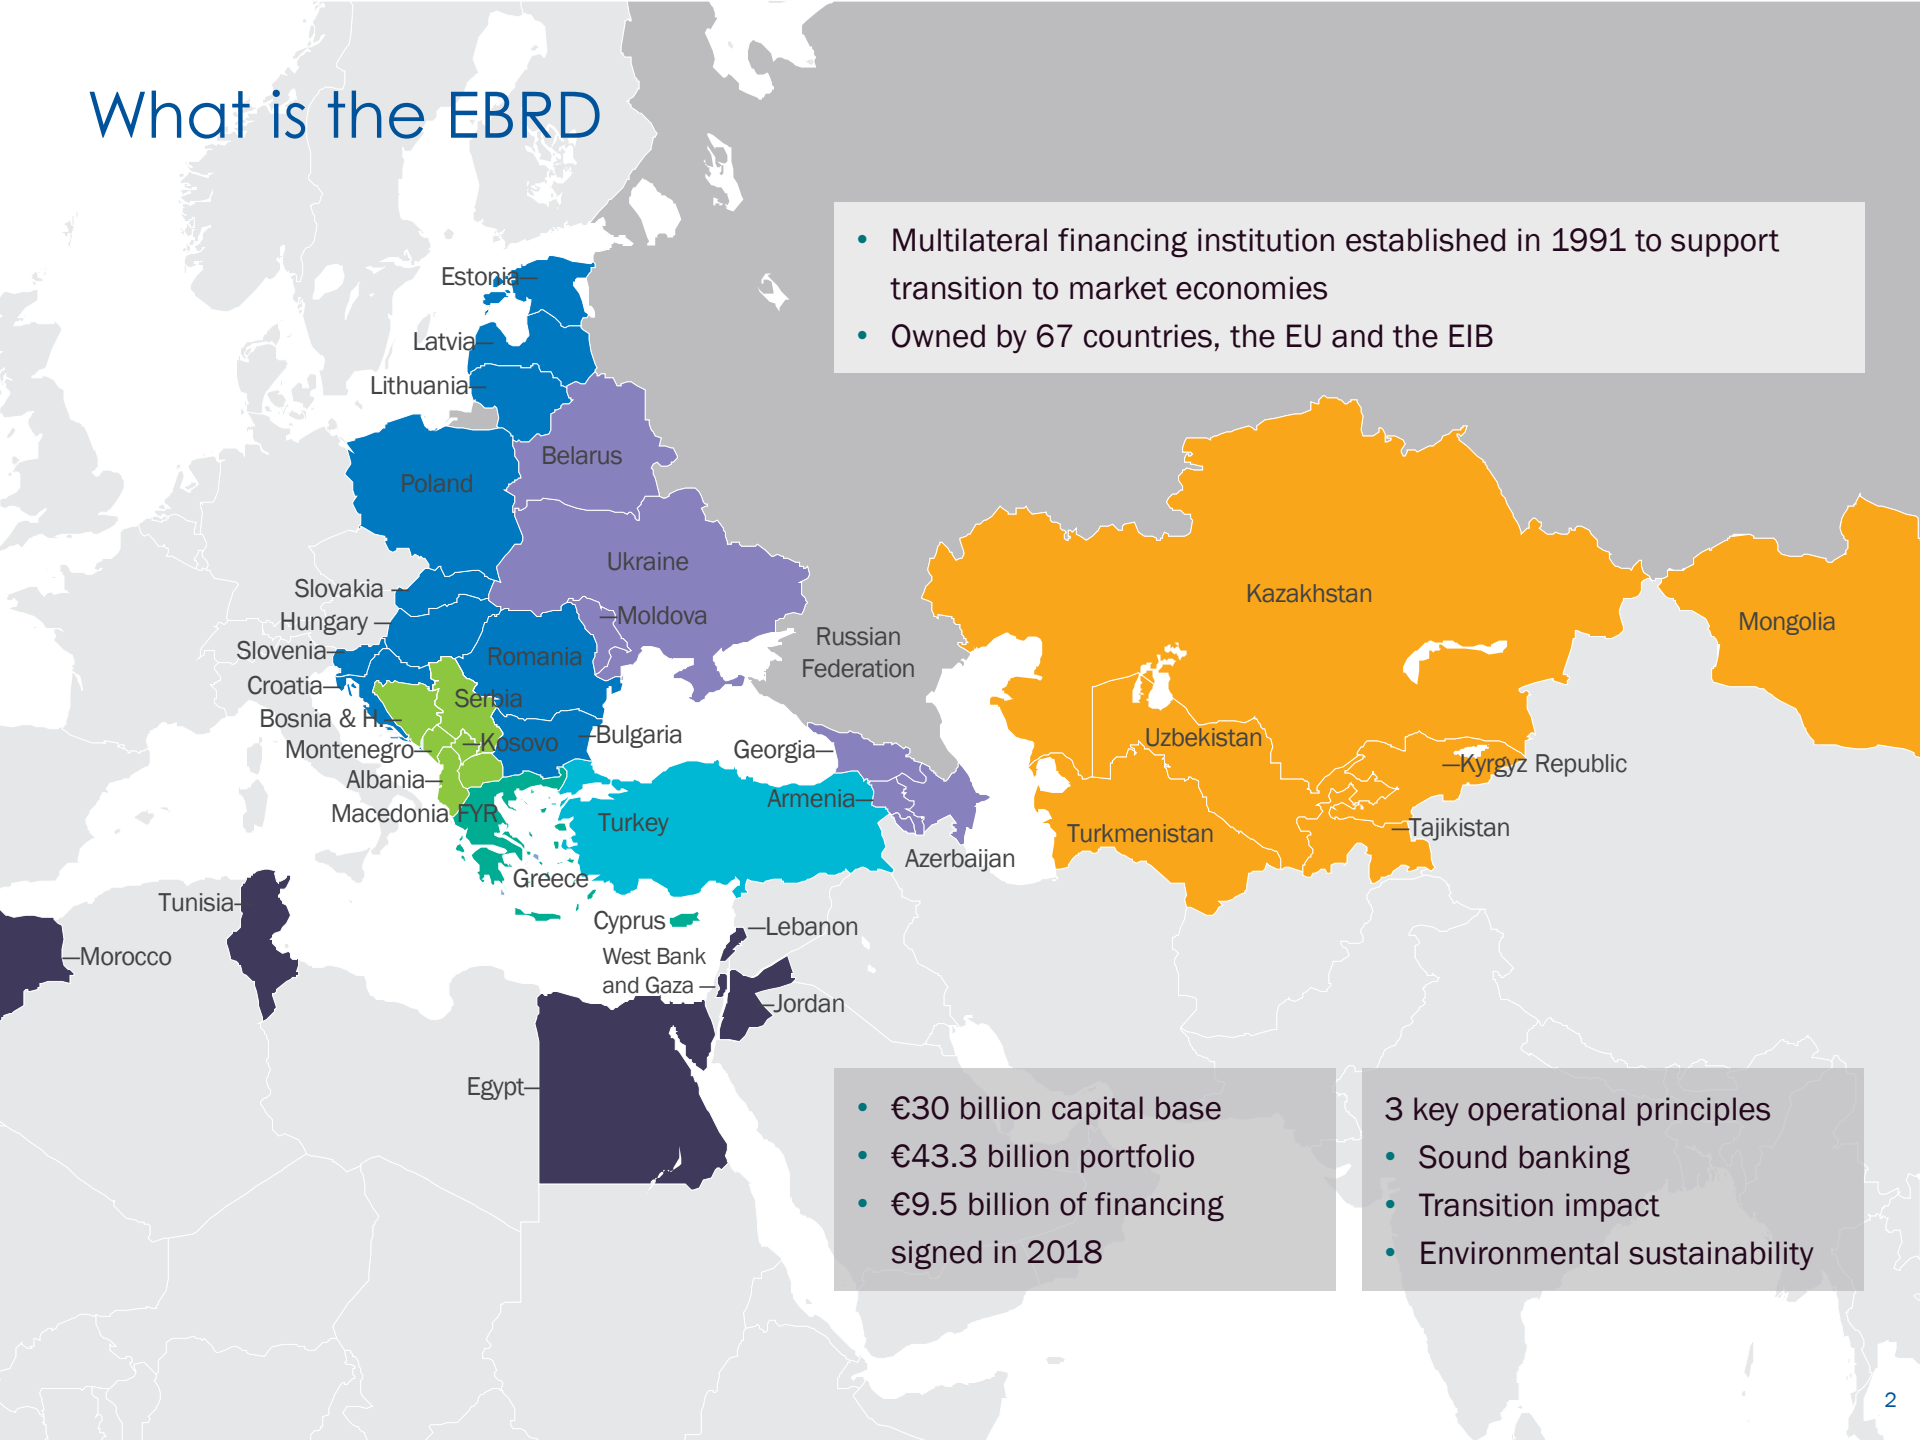 What is the EBRD
• Multilateral financing institution established in 1991 to support
transition to market economies
• Owned by 67 countries, the EU and the EIB
Estonia
Latvia
Lithuania
Belarus
Poland
Ukraine
Slovakia
Kazakhstan
Hungary
Moldova
Mongolia
Russian
Federation
Slovenia
Romania
Croatia
Serbia
Bosnia & H.
Kosovo
Bulgaria
Uzbekistan
Montenegro
Georgia
Kyrgyz Republic
Albania
Armenia
Macedonia FYR
Turkey
Turkmenistan
Tajikistan
Azerbaijan
Greece
Tunisia
Cyprus
Lebanon
Morocco
West Bank
and Gaza
Jordan
Egypt
• €30 billion capital base
• €43.3 billion portfolio
• €9.5 billion of financing
signed in 2018
3 key operational principles
• Sound banking
• Transition impact
• Environmental sustainability
2